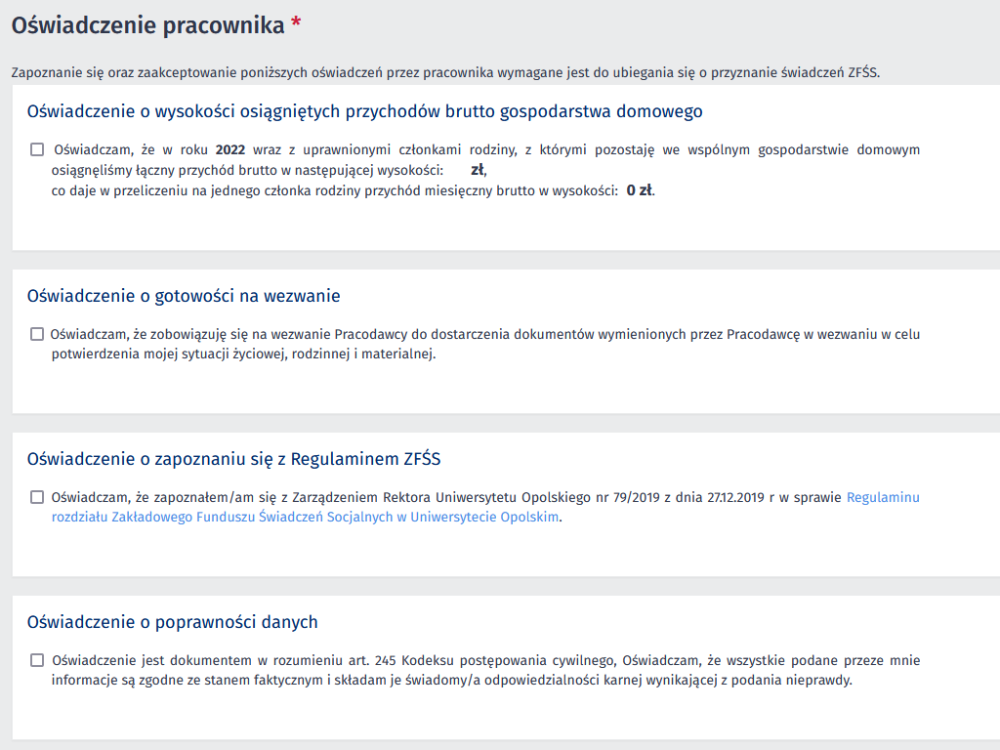 Oświadczenie pracownika *
Zapoznanie się oraz zaakceptowanie poniższych oświadczeń przez pracownika wymagane jest do ubiegania się o przyznanie świadczeń ZFŚS.
Oświadczenie o wysokości osiągniętych przychodów brutto gospodarstwa domowego
Oświadczam, że w roku 2022 wraz z uprawnionymi członkami rodziny, z którymi pozostaję we wspólnym gospodarstwie domowym
osiągnęliśmy łączny przychód brutto w następującej wysokości: zł,
co daje w przeliczeniu na jednego członka rodziny przychód miesięczny brutto w wysokości: 0 zł.
Oświadczenie o gotowości na wezwanie
Oświadczam, że zobowiązuję się na wezwanie Pracodawcy do dostarczenia dokumentów wymienionych przez Pracodawcę w wezwaniu w celu
potwierdzenia mojej sytuacji życiowej, rodzinnej i materialnej.
Oświadczenie o zapoznaniu się z Regulaminem ZFŚS
Oświadczam, że zapoznałem/am się z Zarządzeniem Rektora Uniwersytetu Opolskiego nr 79/2019 z dnia 27.12.2019 r w sprawie Regulaminu
rozdziału Zakładowego Funduszu Świadczeń Socjalnych w Uniwersytecie Opolskim.
Oświadczenie o poprawności danych
Oświadczenie jest dokumentem w rozumieniu art. 245 Kodeksu postępowania cywilnego, Oświadczam, że wszystkie podane przeze mnie
informacje są zgodne ze stanem faktycznym i składam je świadomy/a odpowiedzialności karnej wynikającej z podania nieprawdy.